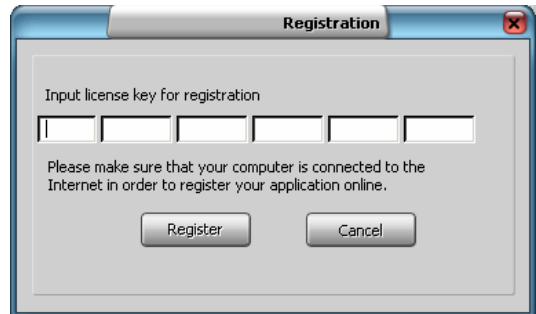 Registration
Input license key for registration
Please make sure that your computer is connected to the
Internet in order to register your application online.
Register
Cancel